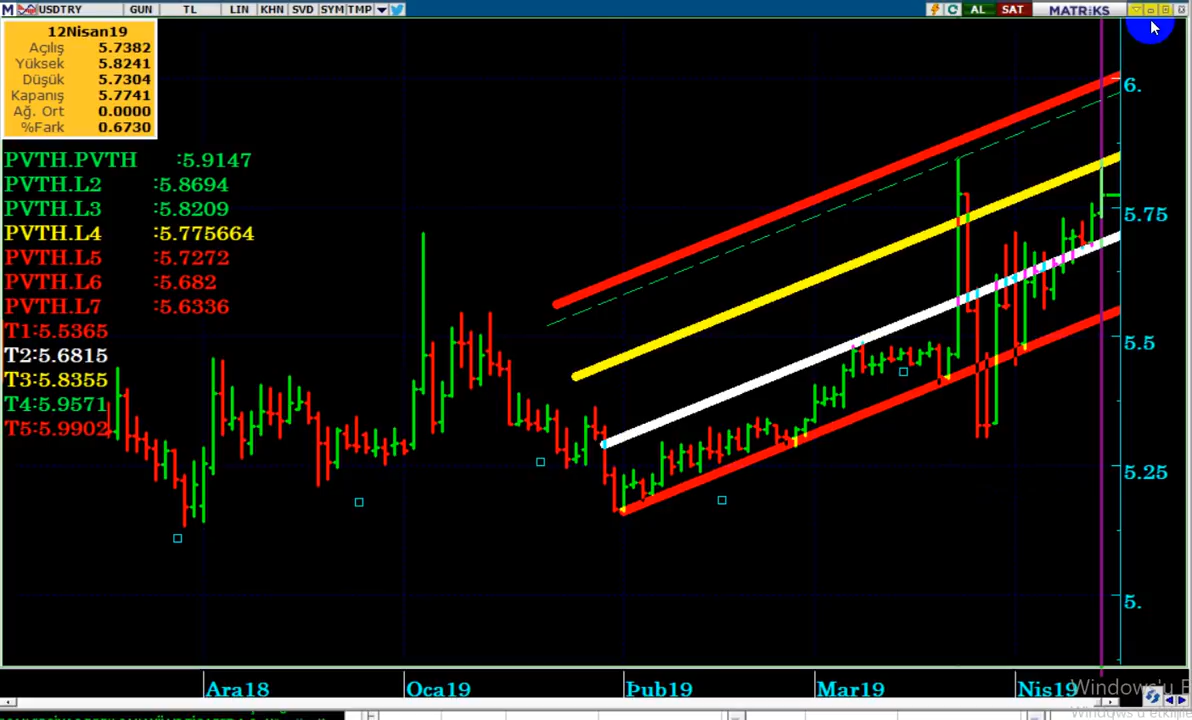 M USDTRY GUN TL LIN KHN SVD SYM TMP AL SAT MATRiKS
12Nisan19
Açılış 5.7382
Yüksek 5.8241
Düşük 5.7304
Kapanış 5.7741
Ağ. Ort 0.0000
%Fark 0.6730
PVTH.PVTH :5.9147
PVTH.L2 :5.8694
PVTH.L3 :5.8209
PVTH.L4 :5.775664
PVTH.L5 :5.7272
PVTH.L6 :5.682
PVTH.L7 :5.6336
T1:5.5365
T2:5.6815
T3:5.8355
T4:5.9571
T5:5.9902
6.
5.75
5.5
5.25
5.
Ara18 Oca19 Þub19 Mar19 Nis19
Windows'u E